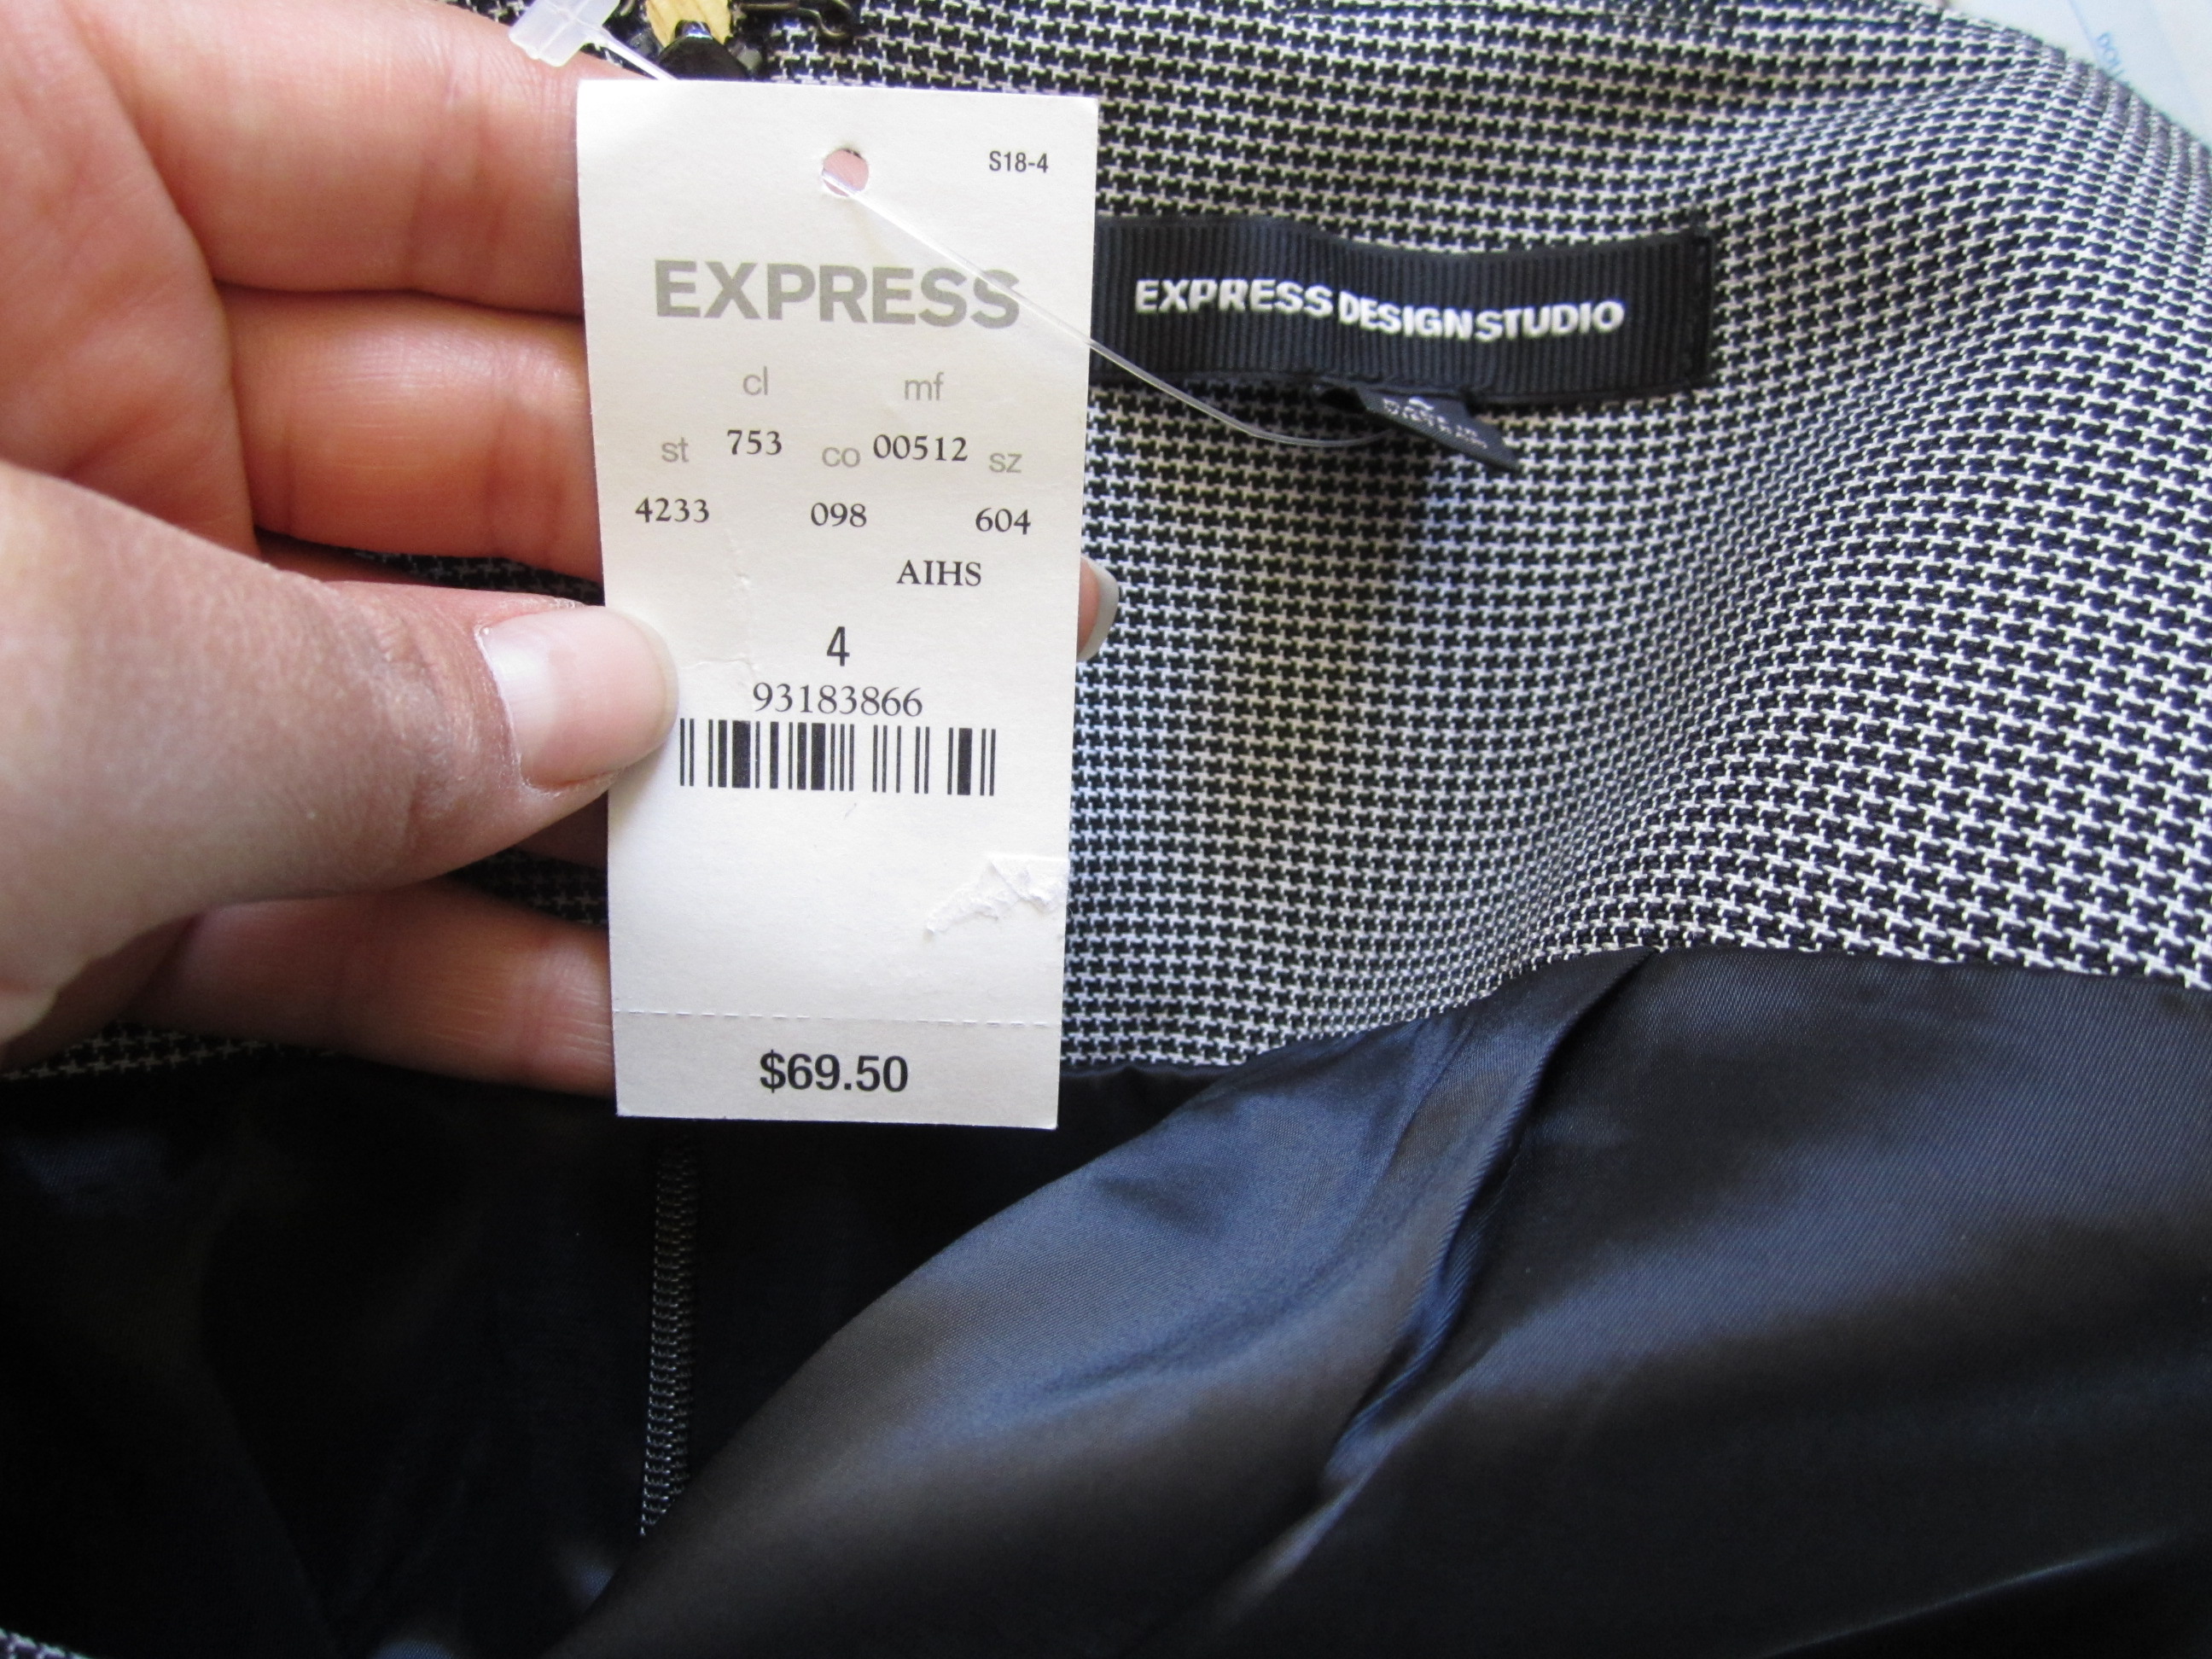 S18-4
EXPRESS
cl mf
st 753 co 00512 sz
4233 098 604
AIHS
4
93183866
$69.50
EXPRESS DESIGN STUDIO
4